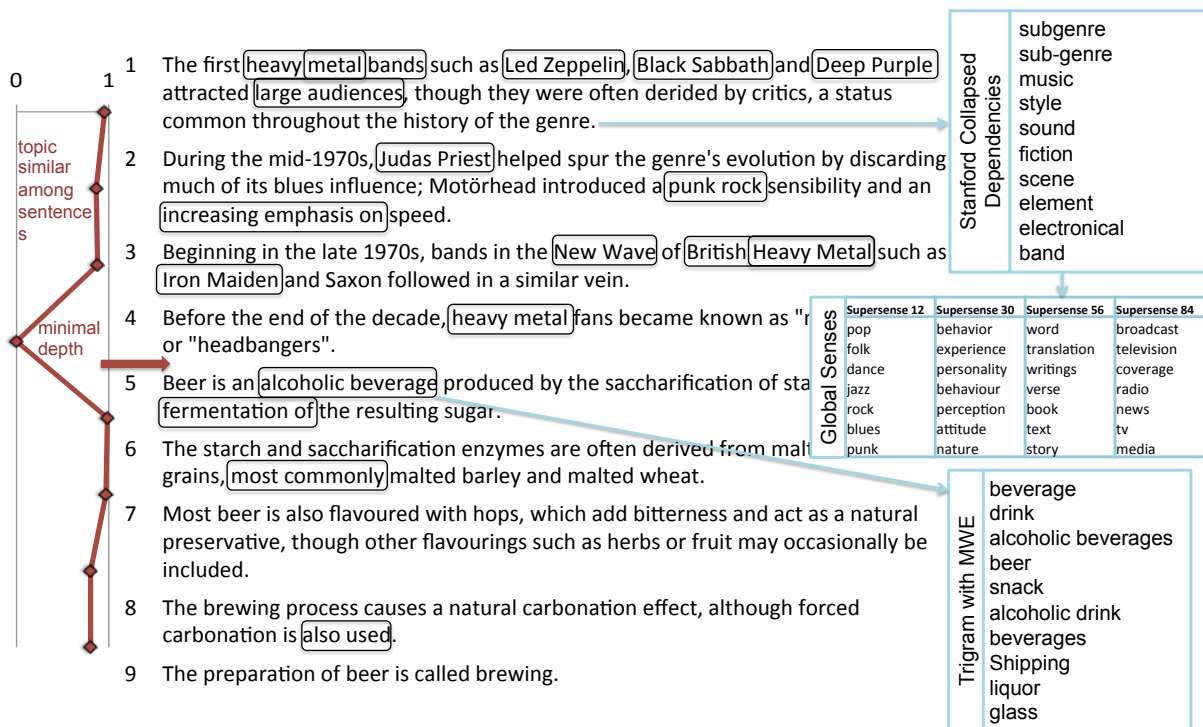 0 1
topic
similar
among
sentence
s
minimal
depth
1 The first heavy metal bands such as Led Zeppelin, Black Sabbath and Deep Purple
attracted large audiences, though they were often derided by critics, a status
common throughout the history of the genre.
2 During the mid-1970s, Judas Priest helped spur the genre's evolution by discarding
much of its blues influence; Motörhead introduced a punk rock sensibility and an
increasing emphasis on speed.
3 Beginning in the late 1970s, bands in the New Wave of British Heavy Metal such as
Iron Maiden and Saxon followed in a similar vein.
4 Before the end of the decade, heavy metal fans became known as "
or "headbangers".
5 Beer is an alcoholic beverage produced by the saccharification of sta
fermentation of the resulting sugar.
6 The starch and saccharification enzymes are often derived from malt
grains, most commonly malted barley and malted wheat.
7 Most beer is also flavoured with hops, which add bitterness and act as a natural
preservative, though other flavourings such as herbs or fruit may occasionally be
included.
8 The brewing process causes a natural carbonation effect, although forced
carbonation is also used.
9 The preparation of beer is called brewing.
Stanford Collapsed
Dependencies
subgenre
sub-genre
music
style
sound
fiction
scene
element
electronical
band
Global Senses
Supersense 12 Supersense 30 Supersense 56 Supersense 84
pop behavior word broadcast
folk experience translation television
dance personality writings coverage
jazz behaviour verse radio
rock perception book news
blues attitude text tv
punk nature story media
Trigram with MWE
beverage
drink
alcoholic beverages
beer
snack
alcoholic drink
beverages
Shipping
liquor
glass